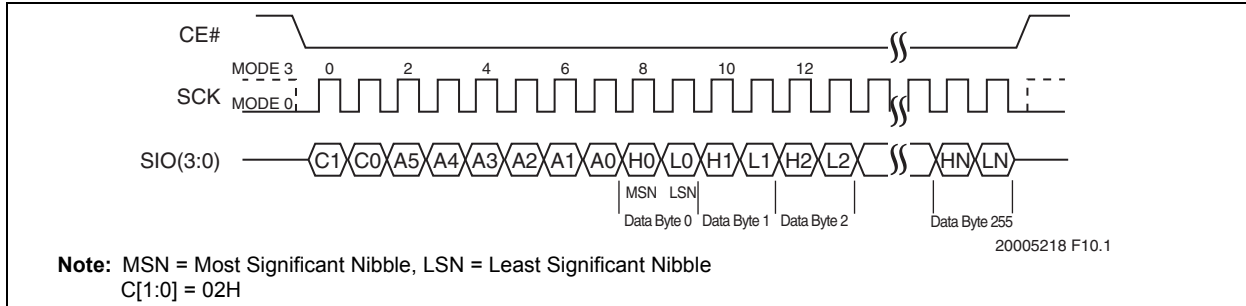 CE#
MODE 3 0 2 4 6 8 10 12
SCK MODE 0
SIO(3:0) C1 C0 A5 A4 A3 A2 A1 A0 H0 L0 H1 L1 H2 L2 HN LN
MSN LSN
Data Byte 0 Data Byte 1 Data Byte 2 Data Byte 255
20005218 F10.1
Note: MSN = Most Significant Nibble, LSN = Least Significant Nibble
C[1:0] = 02H